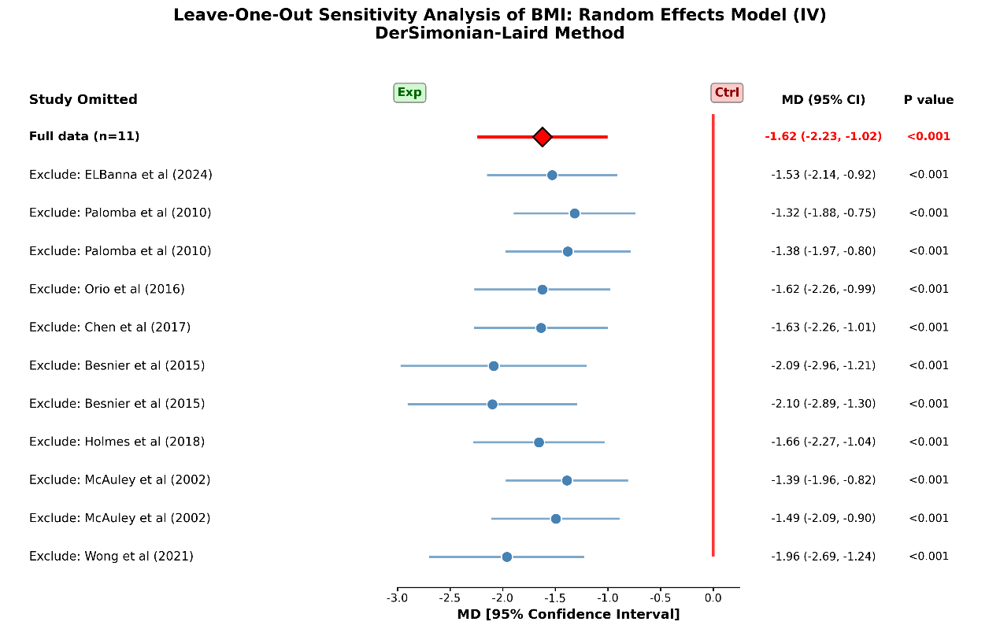 Leave-One-Out Sensitivity Analysis of BMI: Random Effects Model (IV)
DerSimonian-Laird Method
Exp Ctrl
Study Omitted MD (95% CI) P value
Full data (n=11) -1.62 (-2.23, -1.02) <0.001
Exclude: ELBanna et al (2024) -1.53 (-2.14, -0.92) <0.001
Exclude: Palomba et al (2010) -1.32 (-1.88, -0.75) <0.001
Exclude: Palomba et al (2010) -1.38 (-1.97, -0.80) <0.001
Exclude: Orio et al (2016) -1.62 (-2.26, -0.99) <0.001
Exclude: Chen et al (2017) -1.63 (-2.26, -1.01) <0.001
Exclude: Besnier et al (2015) -2.09 (-2.96, -1.21) <0.001
Exclude: Besnier et al (2015) -2.10 (-2.89, -1.30) <0.001
Exclude: Holmes et al (2018) -1.66 (-2.27, -1.04) <0.001
Exclude: McAuley et al (2002) -1.39 (-1.96, -0.82) <0.001
Exclude: McAuley et al (2002) -1.49 (-2.09, -0.90) <0.001
Exclude: Wong et al (2021) -1.96 (-2.69, -1.24) <0.001
-3.0 -2.5 -2.0 -1.5 -1.0 -0.5 0.0
MD [95% Confidence Interval]